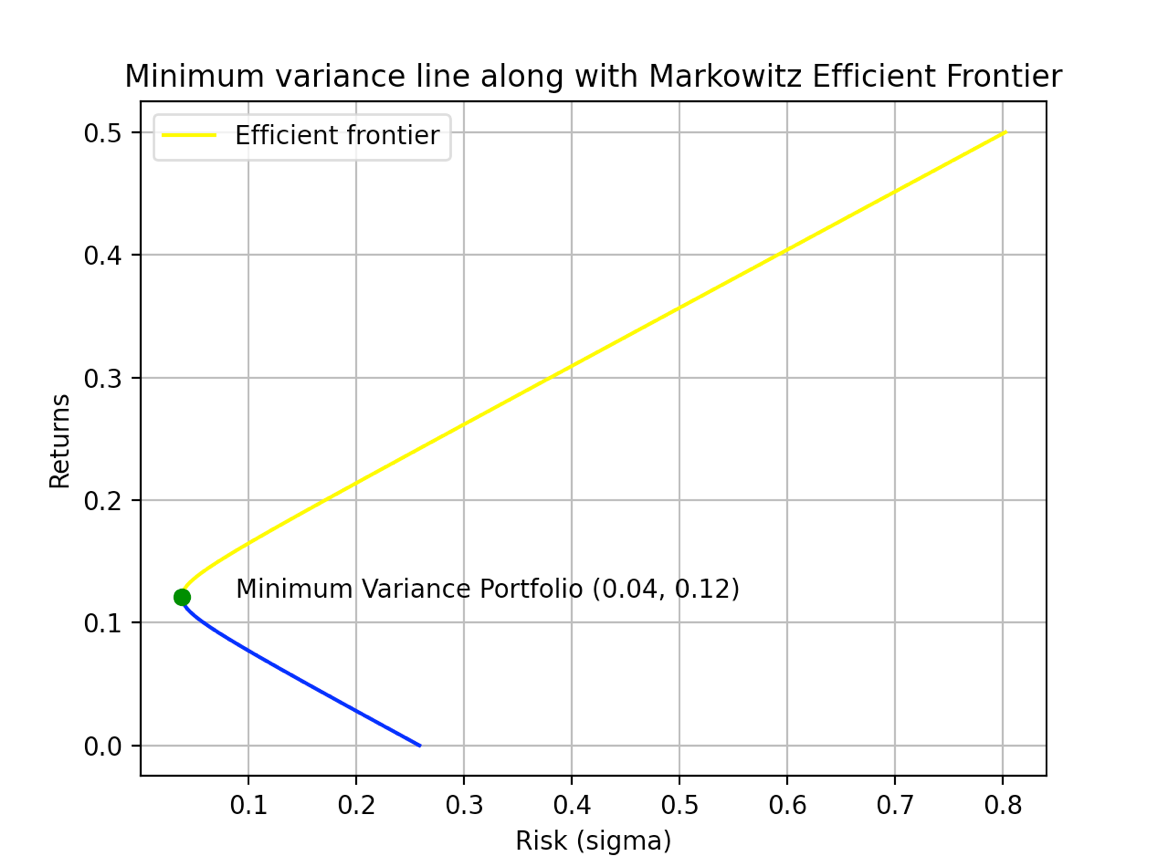 Minimum variance line along with Markowitz Efficient Frontier
Efficient frontier
0.5
0.4
0.3
0.2
0.1
0.0
Returns
Minimum Variance Portfolio (0.04, 0.12)
0.1 0.2 0.3 0.4 0.5 0.6 0.7 0.8
Risk (sigma)